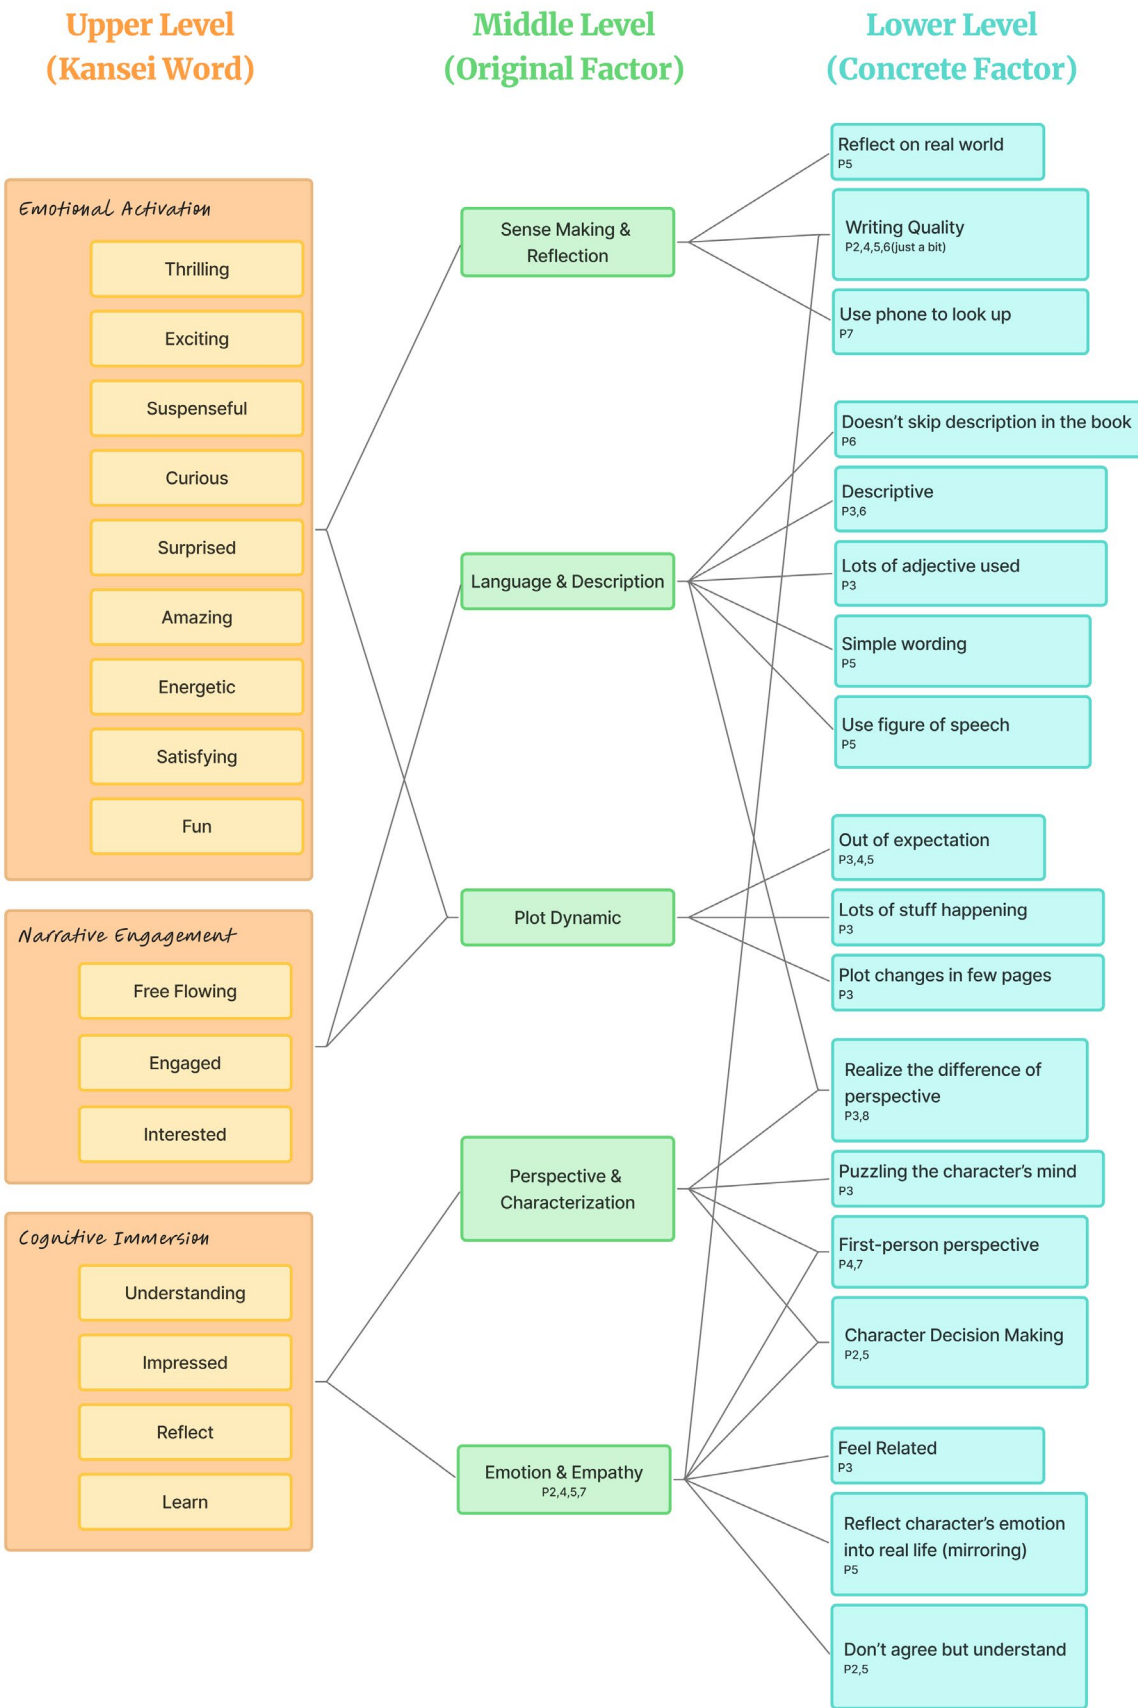 Upper Level
(Kansei Word)
Middle Level
(Original Factor)
Lower Level
(Concrete Factor)
Emotional Activation
Thrilling
Exciting
Suspenseful
Curious
Surprised
Amazing
Energetic
Satisfying
Fun
Narrative Engagement
Free Flowing
Engaged
Interested
Cognitive Immersion
Understanding
Impressed
Reflect
Learn
Sense Making &
Reflection
Language & Description
Plot Dynamic
Perspective &
Characterization
Emotion & Empathy
P2,4,5,7
Reflect on real world
P5
Writing Quality
P2,4,5,6(just a bit)
Use phone to look up
P7
Doesn't skip description in the book
P6
Descriptive
P3,6
Lots of adjective used
P3
Simple wording
P5
Use figure of speech
P5
Out of expectation
P3,4,5
Lots of stuff happening
P3
Plot changes in few pages
P3
Realize the difference of
perspective
P3,8
Puzzling the character's mind
P3
First-person perspective
P4,7
Character Decision Making
P2,5
Feel Related
P3
Reflect character's emotion
into real life (mirroring)
P5
Don't agree but understand
P2,5